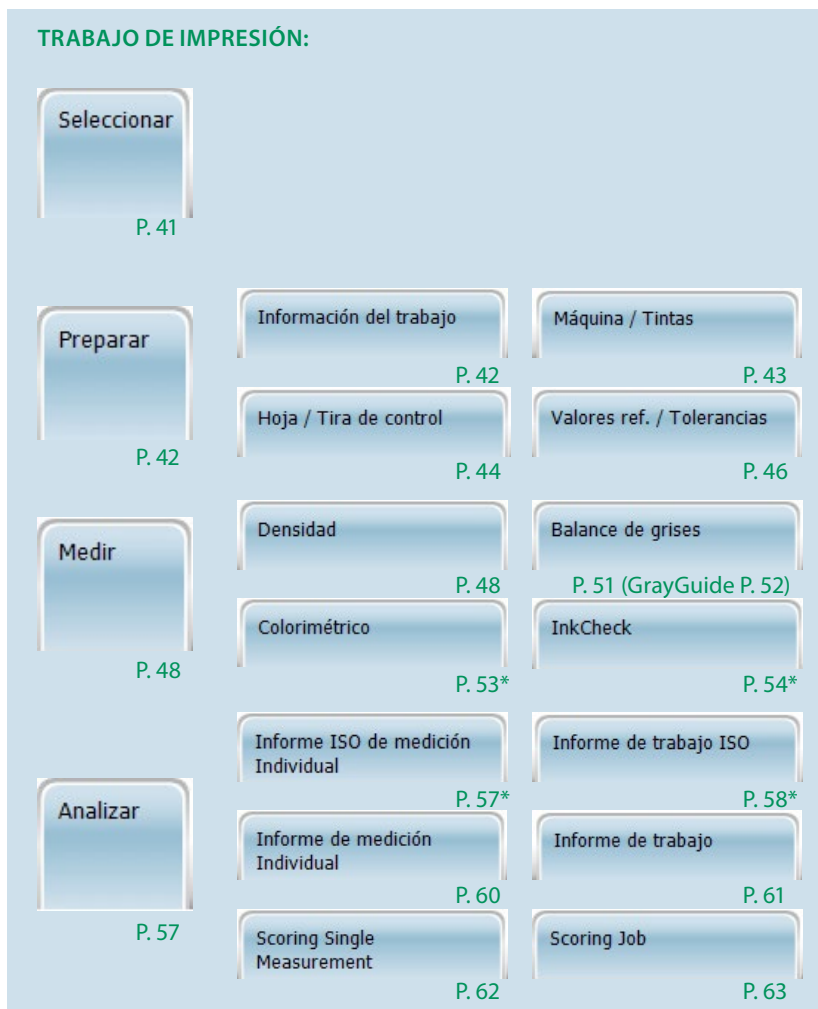 TRABAJO DE IMPRESIÓN:
Seleccionar
P. 41
Preparar
P. 42
Información del trabajo
P. 42
Máquina / Tintas
P. 43
Hoja / Tira de control
P. 44
Valores ref. / Tolerancias
P. 46
Medir
P. 48
Densidad
P. 48
Balance de grises
P. 51 (GrayGuide P. 52)
Colorimétrico
P. 53*
InkCheck
P. 54*
Analizar
P. 57
Informe ISO de medición
Individual
P. 57*
Informe de trabajo ISO
P. 58*
Informe de medición
Individual
P. 60
Informe de trabajo
P. 61
Scoring Single
Measurement
P. 62
Scoring Job
P. 63